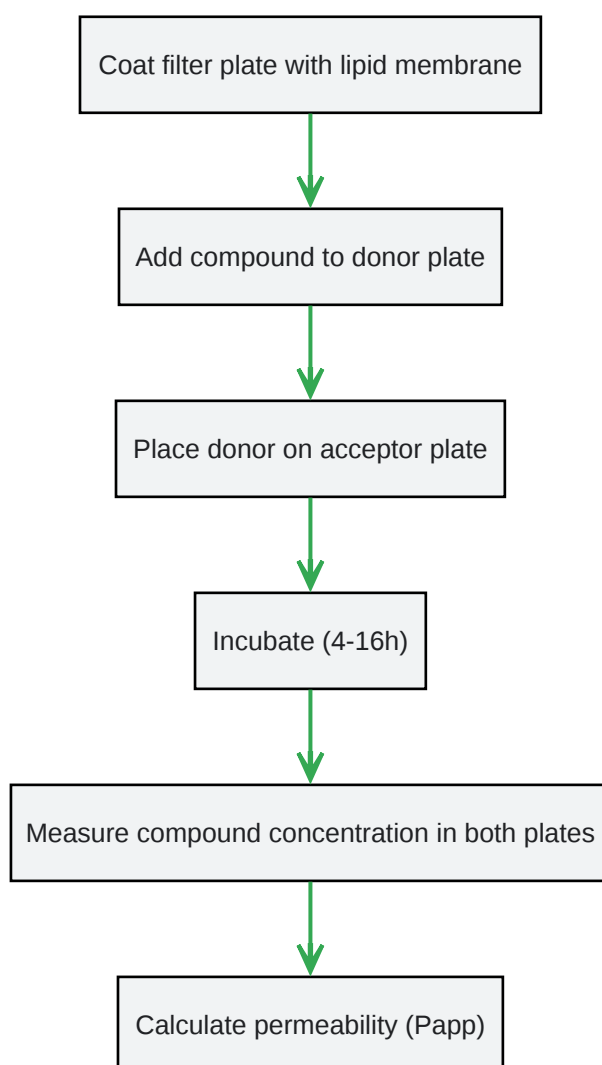 Coat filter plate with lipid membrane
Add compound to donor plate
Place donor on acceptor plate
Incubate (4-16h)
Measure compound concentration in both plates
Calculate permeability (Papp)